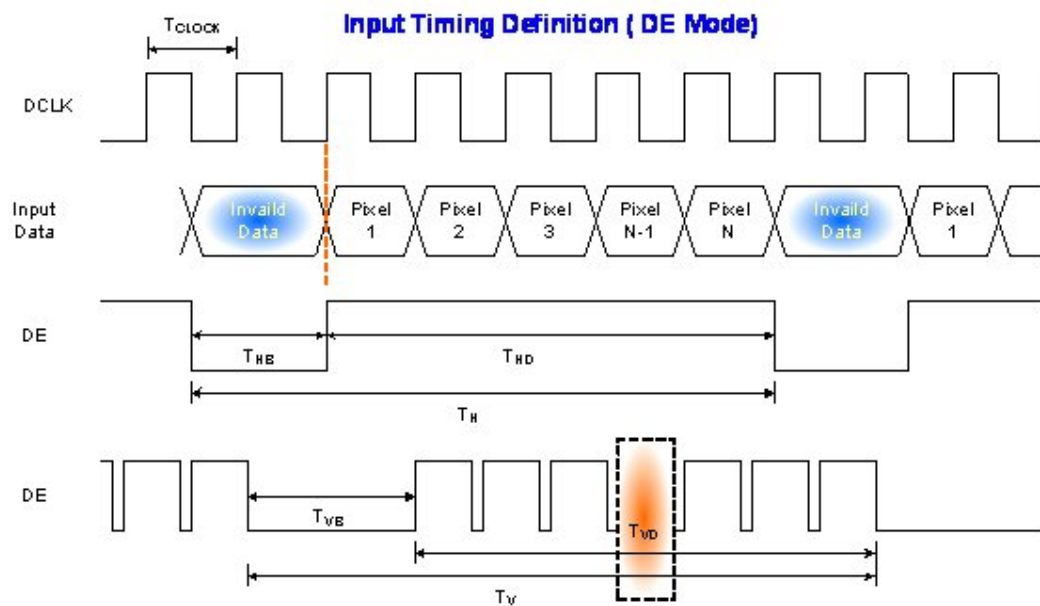 Input Timing Definition ( DE Mode)
TCLOCK
DCLK
Input
Data
Invaild
Data
Pixel
1
Pixel
2
Pixel
3
Pixel
N-1
Pixel
N
Invaild
Data
Pixel
1
DE
THB
THD
TH
DE
TVB
TVD
TV